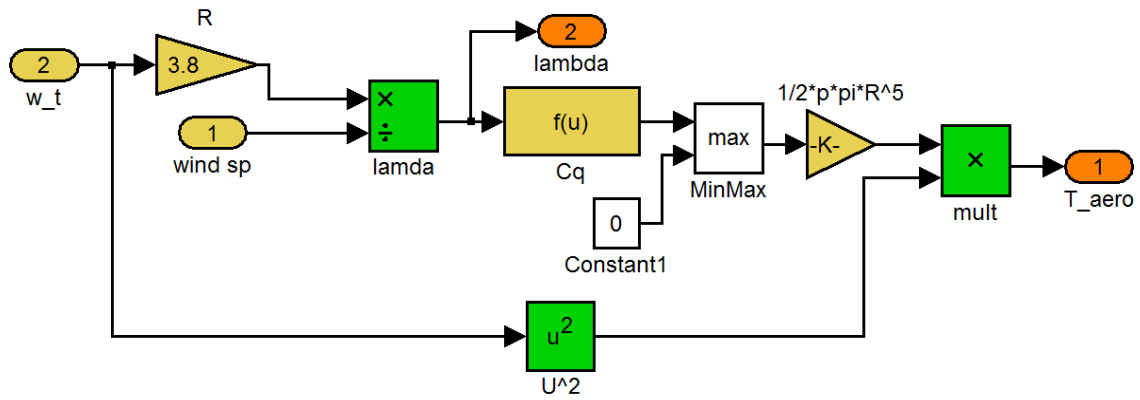 R
2
3.8
w_t
1
wind sp
×
÷
lamda
2
lambda
f(u)
Cq
0
Constant1
max
MinMax
1/2*p*pi*R^5
-K-
×
mult
1
T_aero
u²
U^2